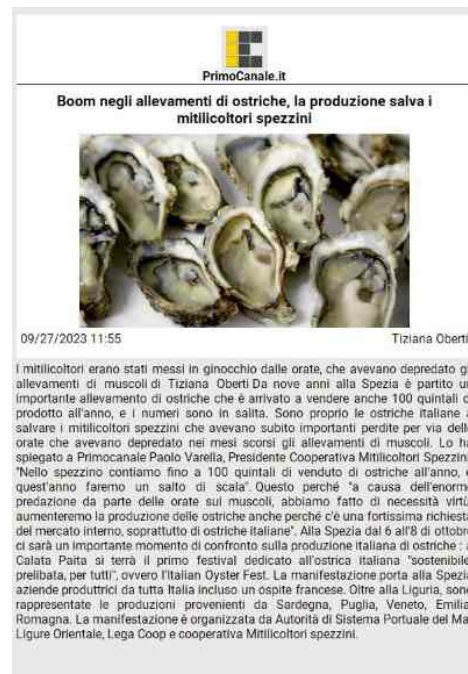 PrimoCanale.it
Boom negli allevamenti di ostriche, la produzione salva i
mitilicoltori spezzini
09/27/2023 11:55
Tiziana Oberti
I mitilicoltori erano stati messi in ginocchio dalle orate, che avevano depredato gl
allevamenti di muscoli di Tiziana Oberti Da nove anni alla Spezia è partito un
importante allevamento di ostriche che è arrivato a vendere anche 100 quintali d
prodotto all'anno, e i numeri sono in salita. Sono proprio le ostriche italiane a
salvare i mitilicoltori spezzini che avevano subito importanti perdite per via delle
orate che avevano depredato nei mesi scorsi gli allevamenti di muscoli. Lo ha
spiegato a Primocanale Paolo Varella, Presidente Cooperativa Mitilicoltori Spezzini
"Nello spezzino contiamo fino a 100 quintali di venduto di ostriche all'anno, e
quest'anno faremo un salto di scala". Questo perché "a causa dell'enorme
predazione da parte delle orate sui muscoli, abbiamo fatto di necessità virtù
aumenteremo la produzione delle ostriche anche perché c'è una fortissima richiest
del mercato interno, soprattutto di ostriche italiane". Alla Spezia dal 6 all'8 di ottobre
ci sarà un importante momento di confronto sulla produzione italiana di ostriche : a
Calata Paita si terrà il primo festival dedicato all'ostrica italiana "sostenibile
prelibata, per tutti", ovvero l'Italian Oyster Fest. La manifestazione porta alla Spezia
aziende produttrici da tutta Italia incluso un ospite francese. Oltre alla Liguria, sono
rappresentate le produzioni provenienti da Sardegna, Puglia, Veneto, Emilia
Romagna. La manifestazione è organizzata da Autorità di Sistema Portuale del Ma
Ligure Orientale, Lega Coop e cooperativa Mitilicoltori spezzini.